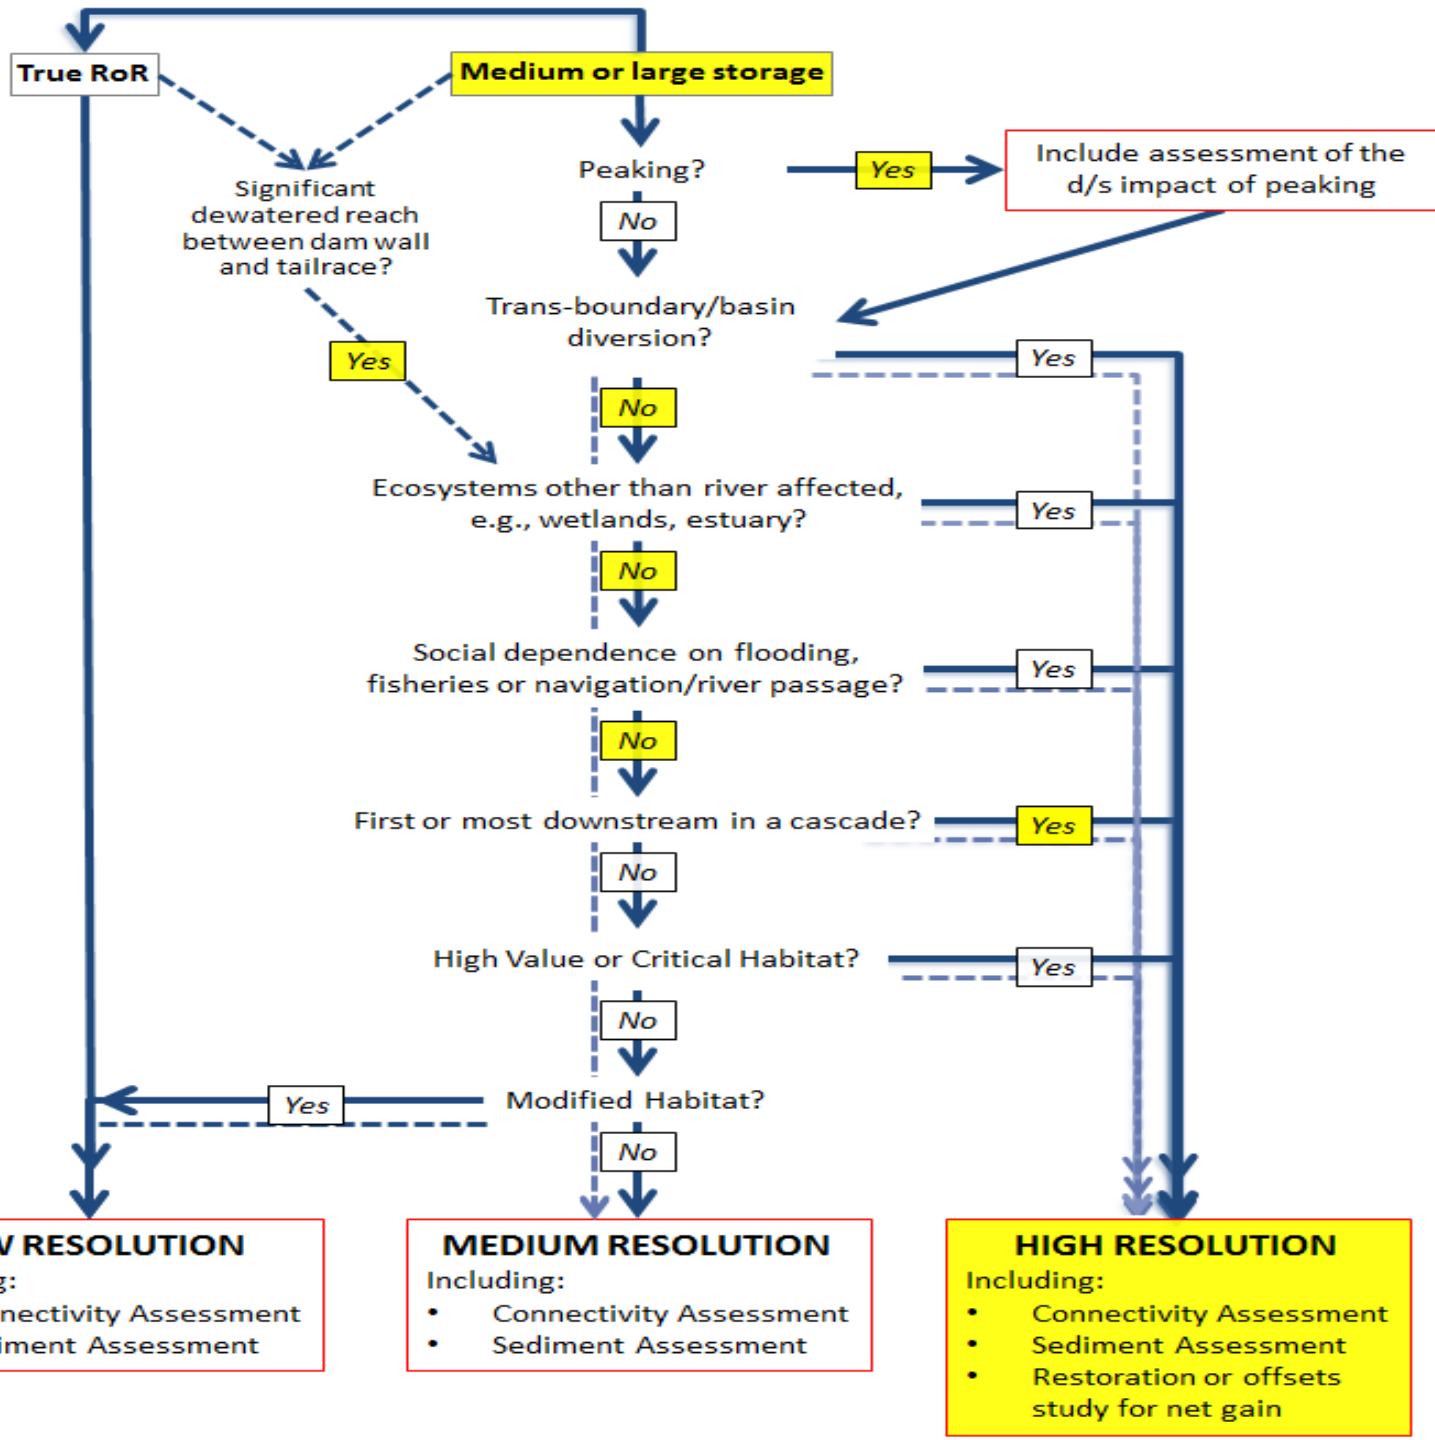 True RoR
Medium or large storage
Peaking?
Yes
Include assessment of the
d/s impact of peaking
Significant
dewatered reach
between dam wall
and tailrace?
No
Trans-boundary/basin
diversion?
Yes
Yes
No
Ecosystems other than river affected,
e.g., wetlands, estuary?
Yes
No
Social dependence on flooding,
fisheries or navigation/river passage?
Yes
No
First or most downstream in a cascade?
Yes
No
High Value or Critical Habitat?
Yes
No
Modified Habitat?
Yes
No
RESOLUTION
Assessment
Assessment
MEDIUM RESOLUTION
Including:
• Connectivity Assessment
• Sediment Assessment
HIGH RESOLUTION
Including:
• Connectivity Assessment
• Sediment Assessment
• Restoration or offsets
study for net gain